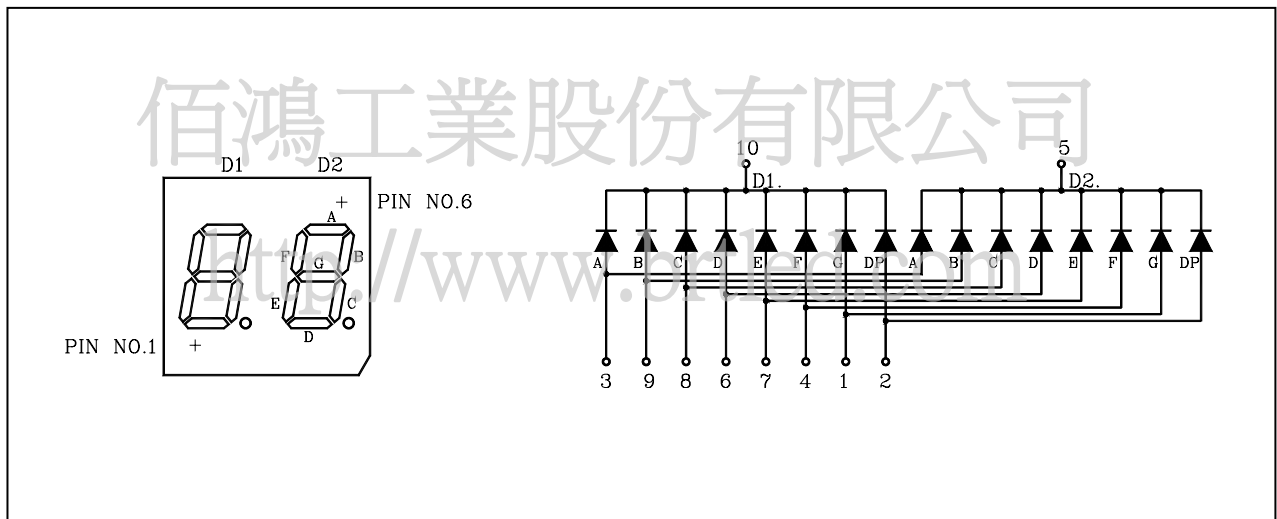 佰鴻工業股份有限公司
http://www.brtled.com
D1 D2
PIN NO.6
A
F G B
E C
D
PIN NO.1
10 5
D1. D2.
A B C D E F G DP A B C D E F G DP
3 9 8 6 7 4 1 2